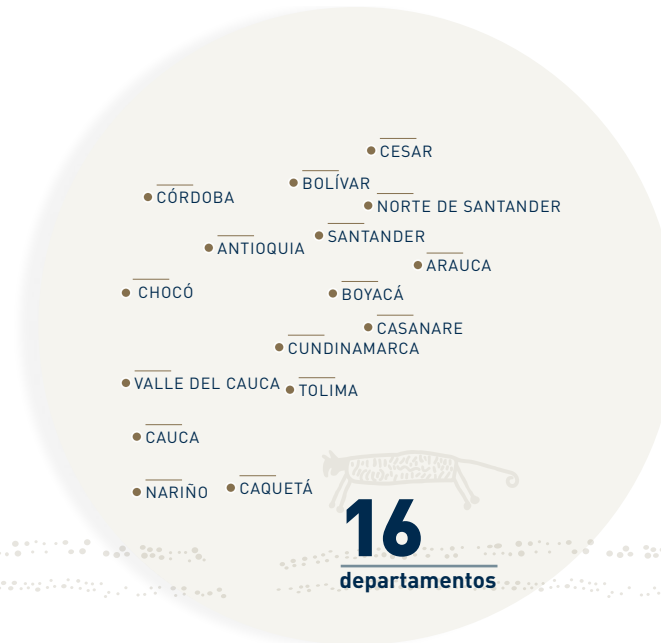 CESAR
BOLÍVAR
CÓRDOBA
NORTE DE SANTANDER
SANTANDER
ANTIOQUIA
ARAUCA
CHOCÓ
BOYACÁ
CASANARE
CUNDINAMARCA
VALLE DEL CAUCA
TOLIMA
CAUCA
NARIÑO
CAQUETÁ
16
departamentos